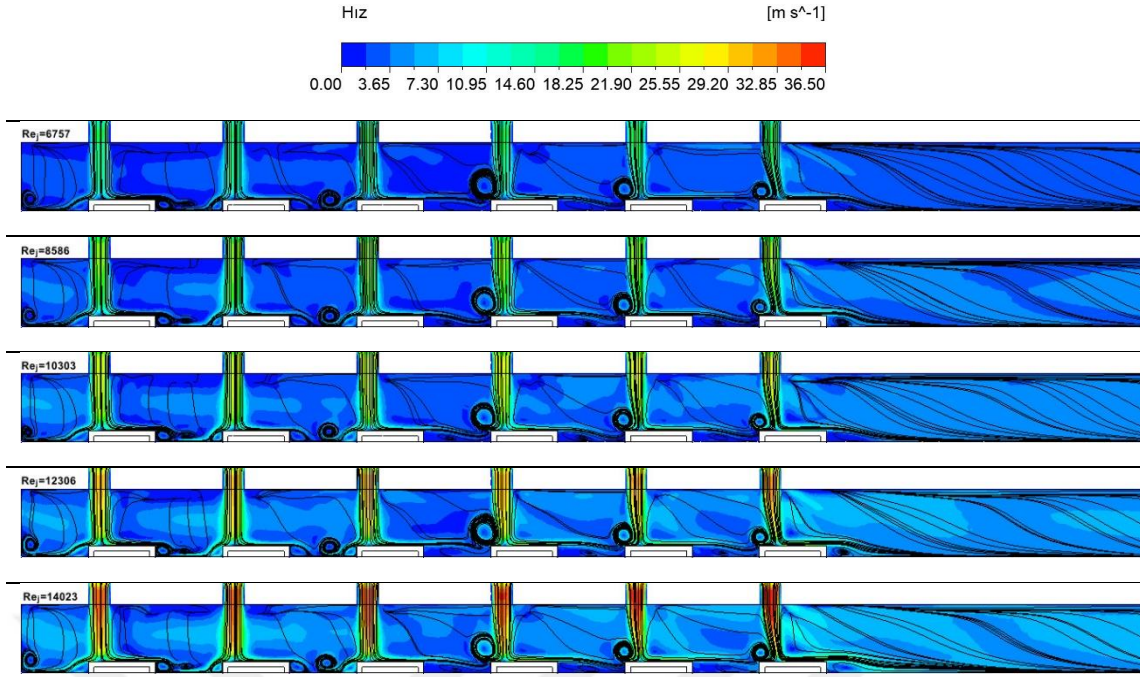 Hız [m s^-1]
0.00 3.65 7.30 10.95 14.60 18.25 21.90 25.55 29.20 32.85 36.50
Rej=6757
Rej=8586
Rej=10303
Rej=12306
Rej=14023